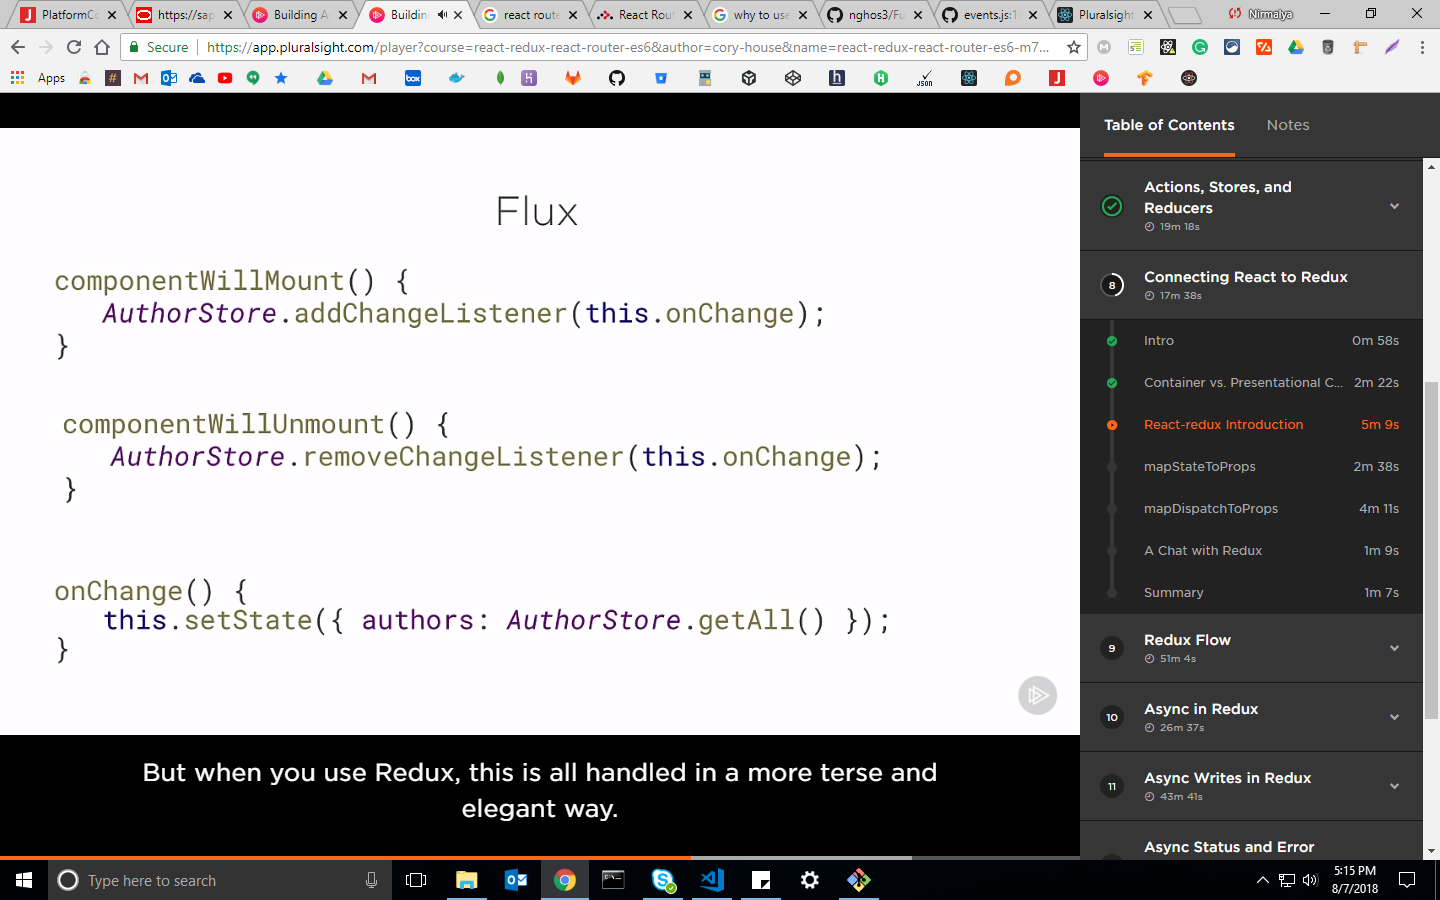 PlatformCo
https://sap
Building A
Buildin
react route
React Rout
why to use
nghos3/Fu
events.js:1
Pluralsight
Nirmalya
Secure
https://app.pluralsight.com/player?course=react-redux-react-router-es6&author=cory-house&name=react-redux-react-router-es6-m7...
Apps
Flux
componentWillMount() {
AuthorStore.addChangeListener(this.onChange);
}
componentWillUnmount() {
AuthorStore.removeChangeListener(this.onChange);
}
onChange() {
this.setState({ authors: AuthorStore.getAll() });
}
But when you use Redux, this is all handled in a more terse and
elegant way.
Table of Contents
Notes
Actions, Stores, and
Reducers
19m 18s
8
Connecting React to Redux
17m 38s
Intro 0m 58s
Container vs. Presentational C... 2m 22s
React-redux Introduction 5m 9s
mapStateToProps 2m 38s
mapDispatchToProps 4m 11s
A Chat with Redux 1m 9s
Summary 1m 7s
9
Redux Flow
51m 4s
10
Async in Redux
26m 37s
11
Async Writes in Redux
43m 41s
Async Status and Error
Type here to search
5:15 PM
8/7/2018